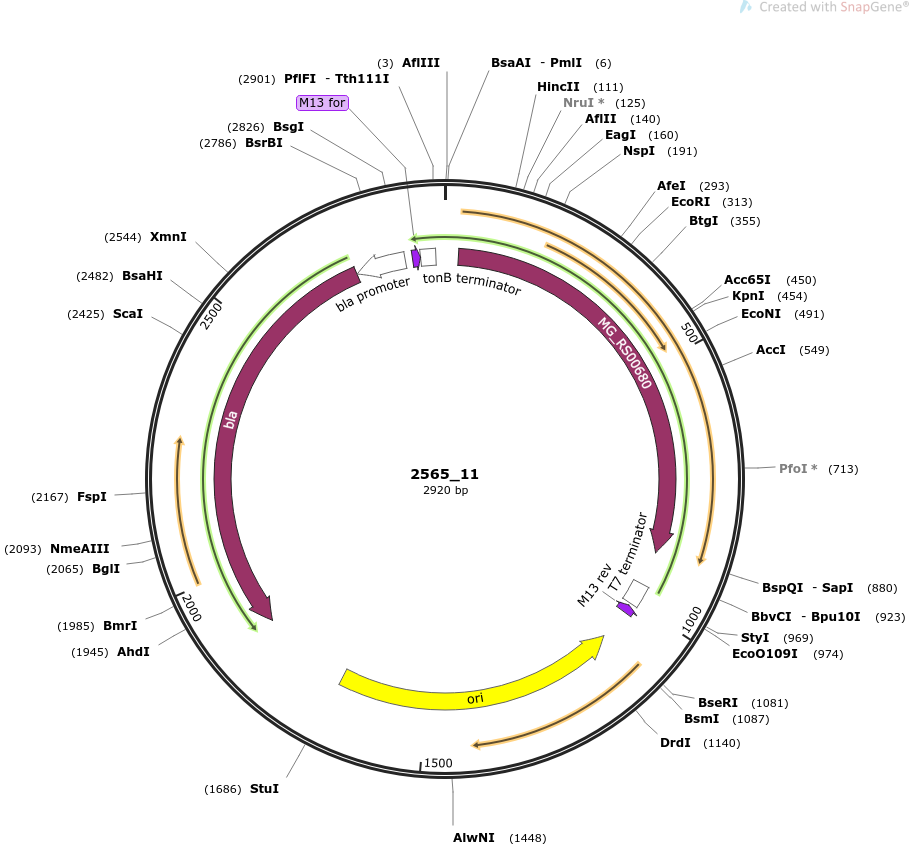 Created with SnapGene®
(3) AflIII
BsaAI - PmlI (6)
(2901) PflFI - Tth111I
HincII (111)
M13 for
NruI * (125)
AflII (140)
(2826) BsgI
EagI (160)
(2786) BsrBI
NspI (191)
AfeI (293)
EcoRI (313)
BtgI (355)
(2544) XmnI
(2482) BsaHI
(2425) ScaI
Acc65I (450)
KpnI (454)
EcoNI (491)
AccI (549)
bla promoter
tonB terminator
2500
500
MG_RS00680
bla
2565_11
2920 bp
PfoI * (713)
(2167) FspI
(2093) NmeAIII
(2065) BglI
T7 terminator
M13 rev
BspQI - SapI (880)
BbvCI - Bpu10I (923)
StyI (969)
EcoO109I (974)
2000
1000
(1985) BmrI
(1945) AhdI
ori
BseRI (1081)
BsmI (1087)
DrdI (1140)
1500
(1686) StuI
AlwNI (1448)